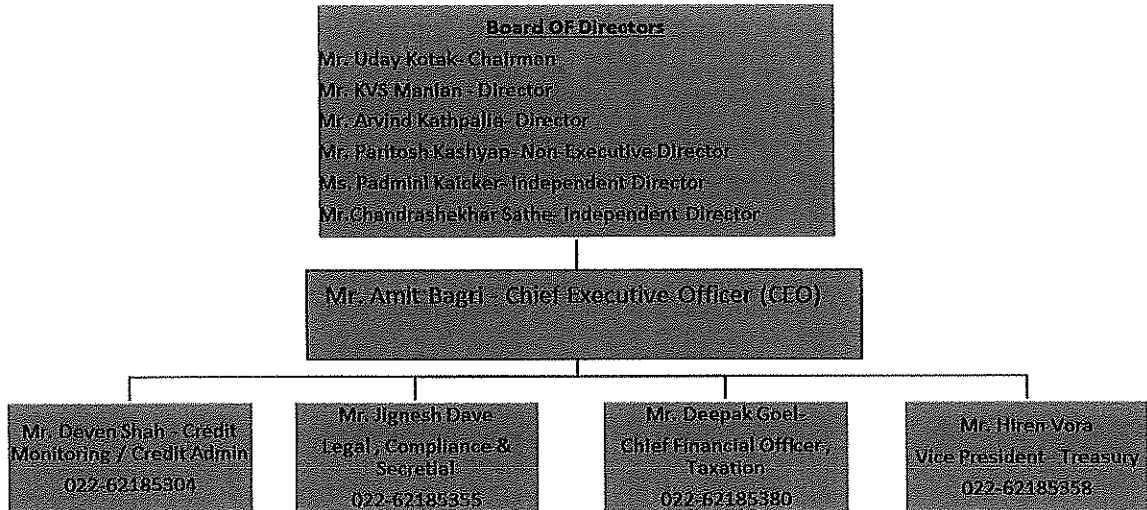 Board OF Directors
Mr. Uday Kotak- Chairman
Mr. KVS Manian - Director
Mr. Arvind Kathpalia- Director
Mr. Paritosh Kashyap- Non-Executive Director
Ms. Padmini Kaicker- Independent Director
Mr.Chandrashekhar Sathe- Independent Director
Mr. Amit Bagri - Chief Executive Officer (CEO)
Mr. Deven Shah - Credit
Monitoring / Credit Admin
022-62185304
Mr. Jignesh Dave
Legal , Compliance &
Secretial
022-62185355
Mr. Deepak Goel-
Chief Financial Officer ,
Taxation
022-62185380
Mr. Hiren Vora
Vice President - Treasury
022-62185358